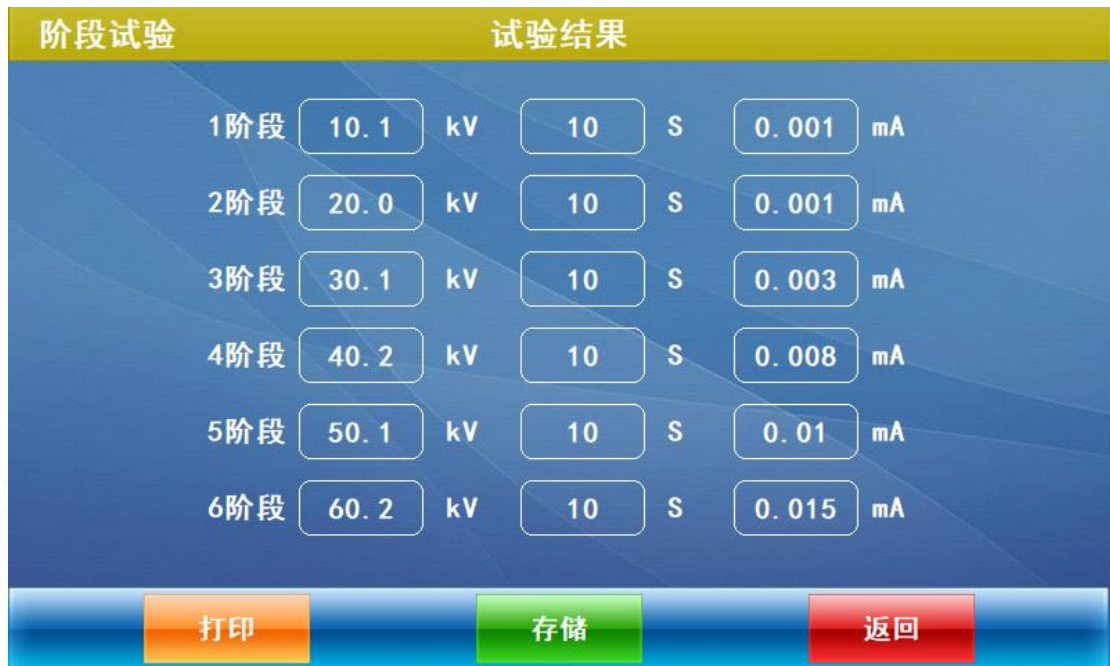 阶段试验 试验结果
1阶段 10.1 kV 10 S 0.001 mA
2阶段 20.0 kV 10 S 0.001 mA
3阶段 30.1 kV 10 S 0.003 mA
4阶段 40.2 kV 10 S 0.008 mA
5阶段 50.1 kV 10 S 0.01 mA
6阶段 60.2 kV 10 S 0.015 mA
打印 存储 返回